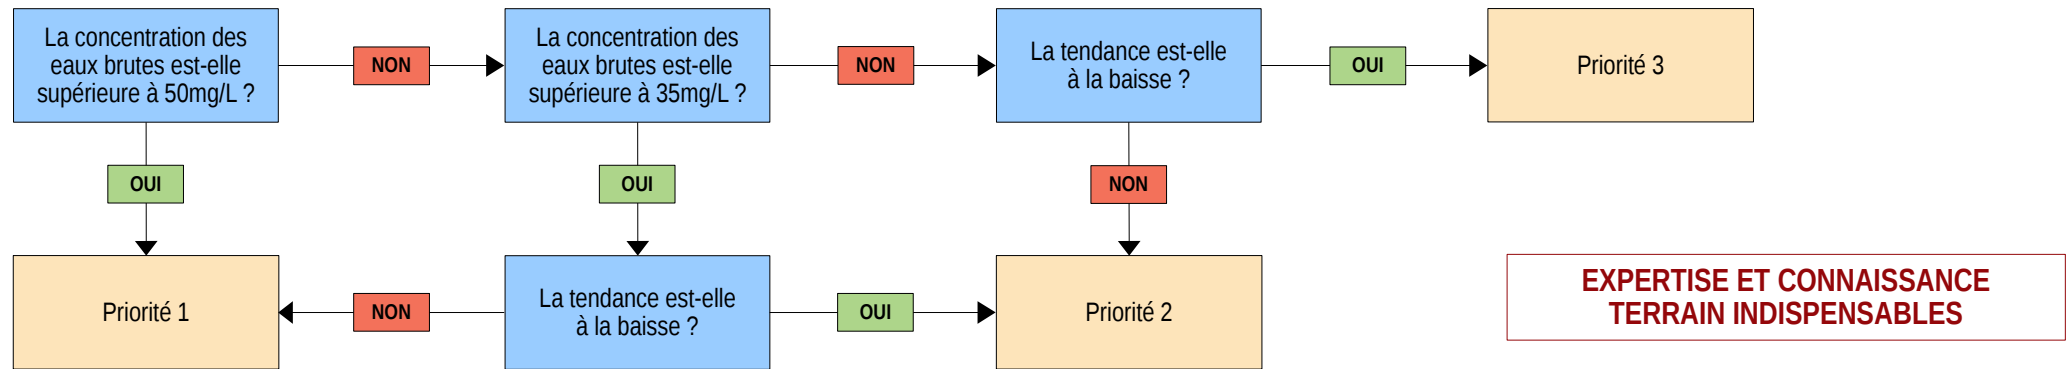 La concentration des
eaux brutes est-elle
supérieure à 50mg/L ?
NON
La concentration des
eaux brutes est-elle
supérieure à 35mg/L ?
NON
La tendance est-elle
à la baisse ?
OUI
Priorité 3
OUI
OUI
NON
Priorité 1
NON
La tendance est-elle
à la baisse ?
OUI
Priorité 2
EXPERTISE ET CONNAISSANCE
TERRAIN INDISPENSABLES